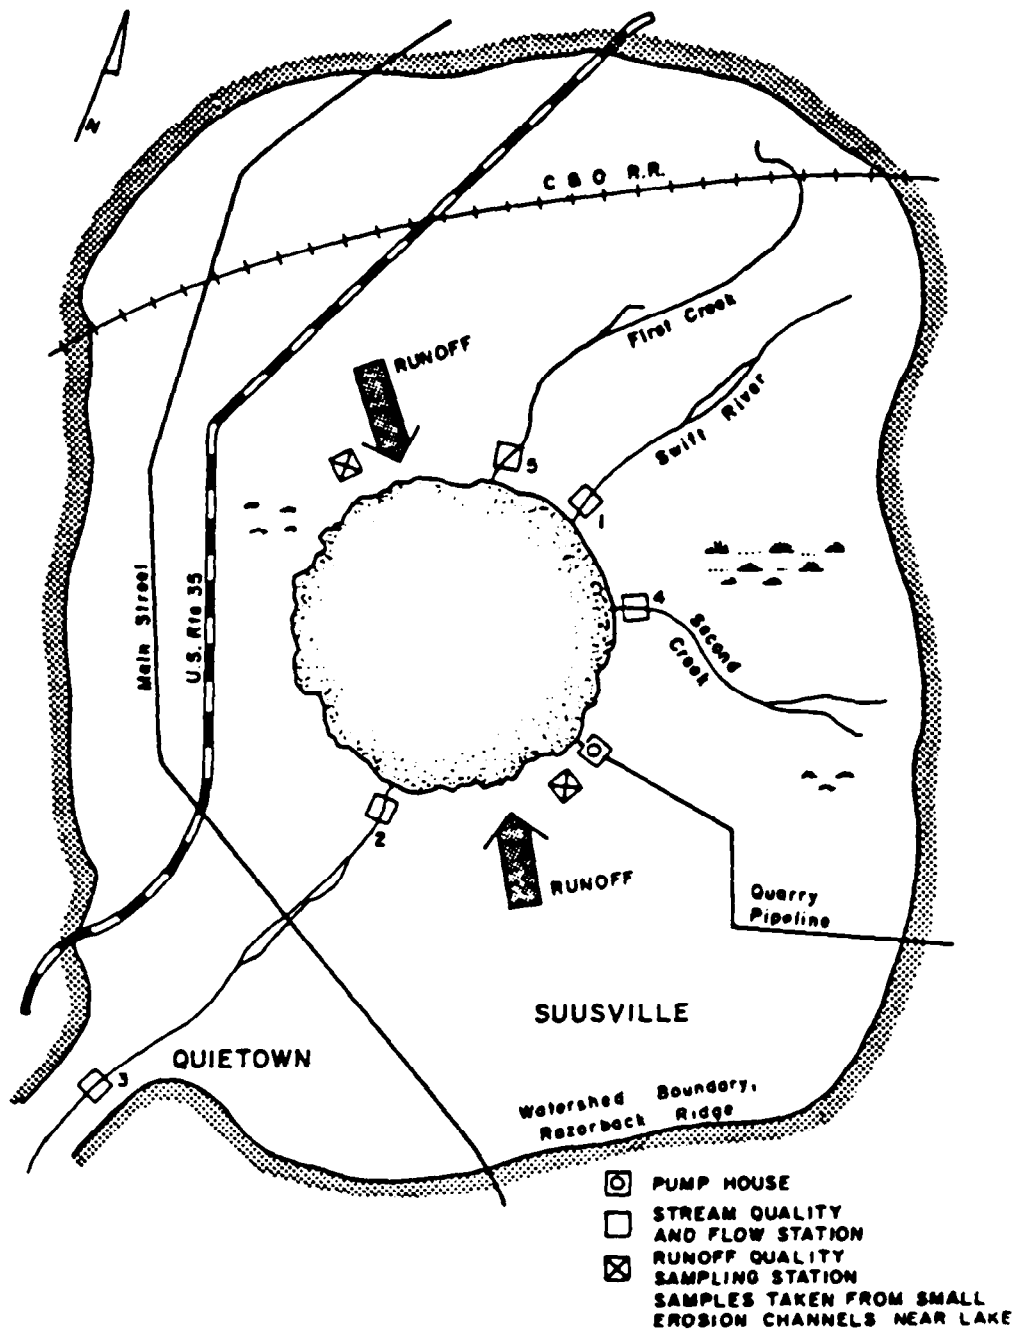 N
C & O R.R.
First Creek
RUNOFF
Swift River
5
1
4
Second
Creek
Main Street
U.S. Rte 35
2
RUNOFF
Quarry
Pipeline
SUUSVILLE
QUIETOWN
3
Watershed Boundary,
Razorback Ridge
PUMP HOUSE
STREAM QUALITY
AND FLOW STATION
RUNOFF QUALITY
SAMPLING STATION
SAMPLES TAKEN FROM SMALL
EROSION CHANNELS NEAR LAKE